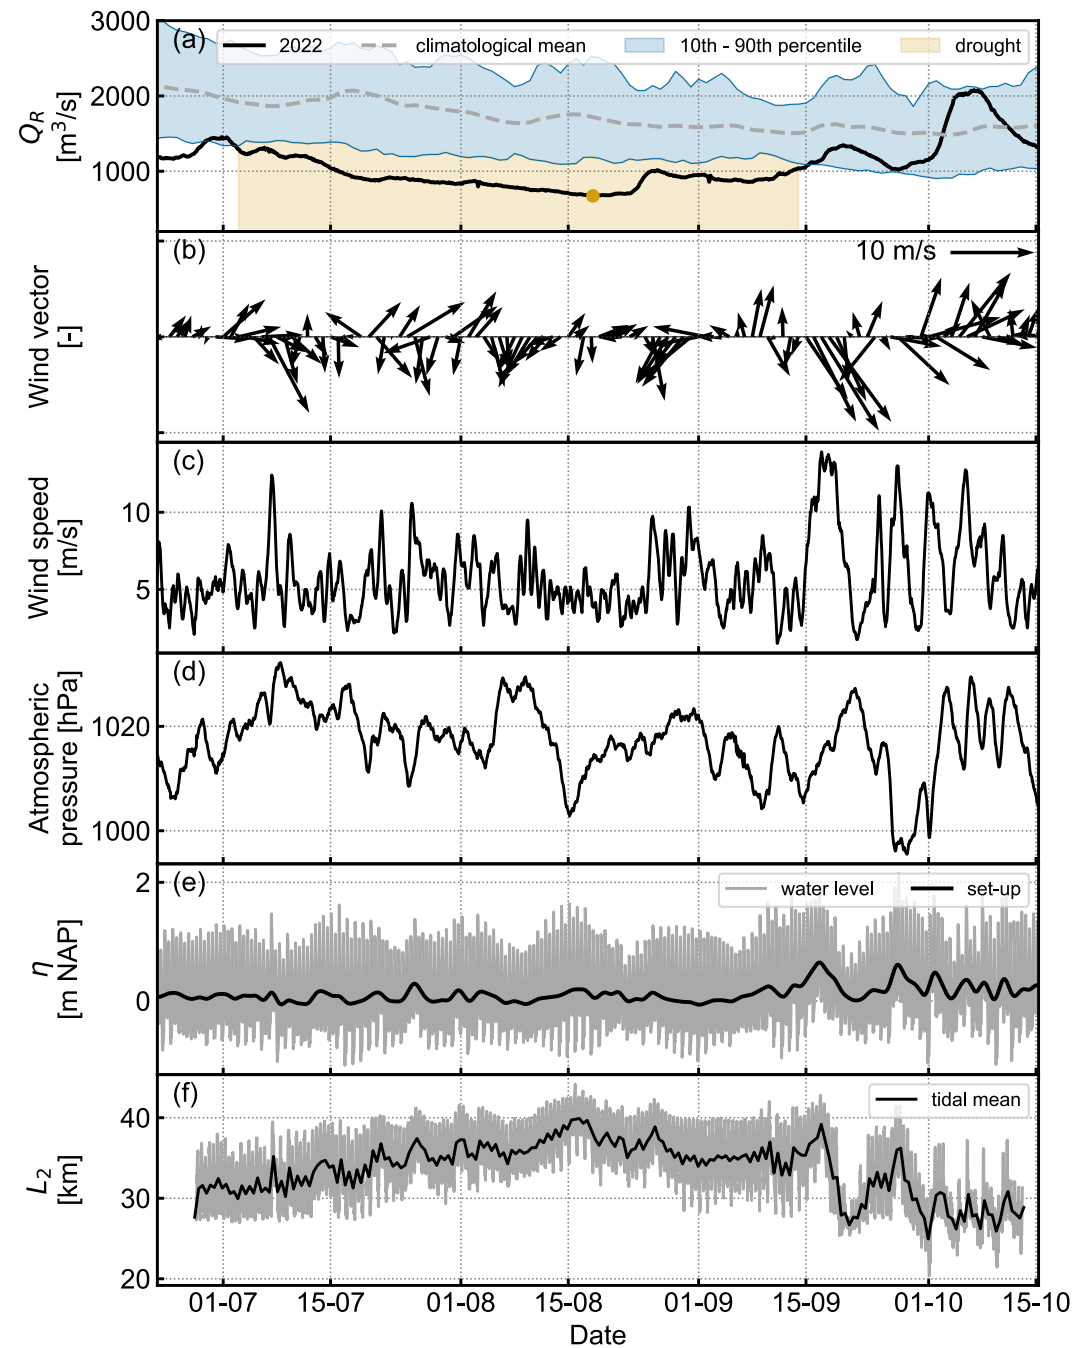 3000
(a)
2022
climatological mean
10th - 90th percentile
drought
2000
1000
Q_R
[m³/s]
(b)
10 m/s
Wind vector
[-]
(c)
10
5
Wind speed
[m/s]
(d)
1020
1000
Atmospheric
pressure [hPa]
(e)
water level
set-up
2
0
η
[m NAP]
(f)
tidal mean
40
30
20
L_2
[km]
01-07
15-07
01-08
15-08
01-09
15-09
01-10
15-10
Date